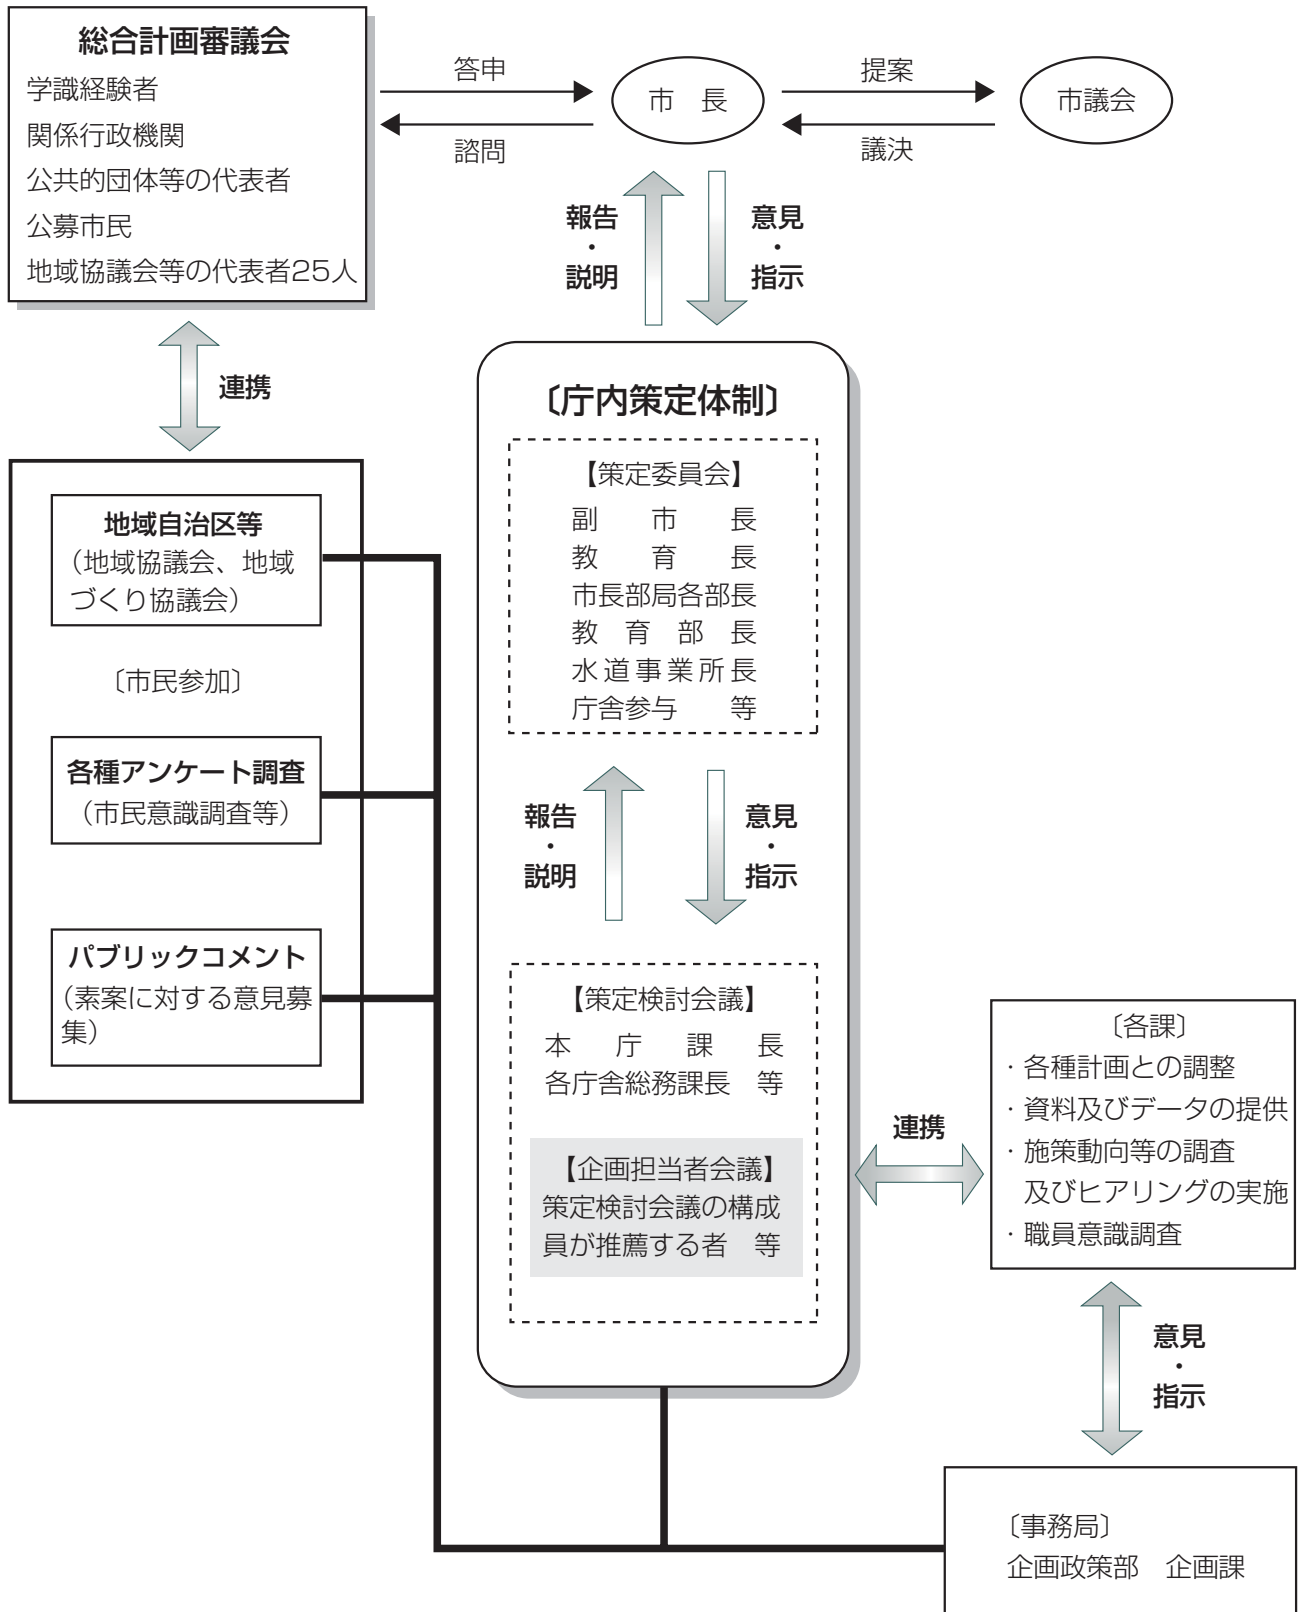 総合計画審議会
学識経験者
関係行政機関
公共的団体等の代表者
公募市民
地域協議会等の代表者25人
答申
諮問
市　長
提案
議決
市議会
報告
・
説明
意見
・
指示
連携
地域自治区等
（地域協議会、地域
づくり協議会）
〔市民参加〕
各種アンケート調査
（市民意識調査等）
パブリックコメント
（素案に対する意見募
集）
〔庁内策定体制〕
【策定委員会】
副　市　長
教　育　長
市長部局各部長
教　育　部　長
水道事業所長
庁舎参与　等
報告
・
説明
意見
・
指示
【策定検討会議】
本　庁　課　長
各庁舎総務課長　等
【企画担当者会議】
策定検討会議の構成
員が推薦する者　等
連携
〔各課〕
・各種計画との調整
・資料及びデータの提供
・施策動向等の調査
及びヒアリングの実施
・職員意識調査
意見
・
指示
〔事務局〕
企画政策部　企画課